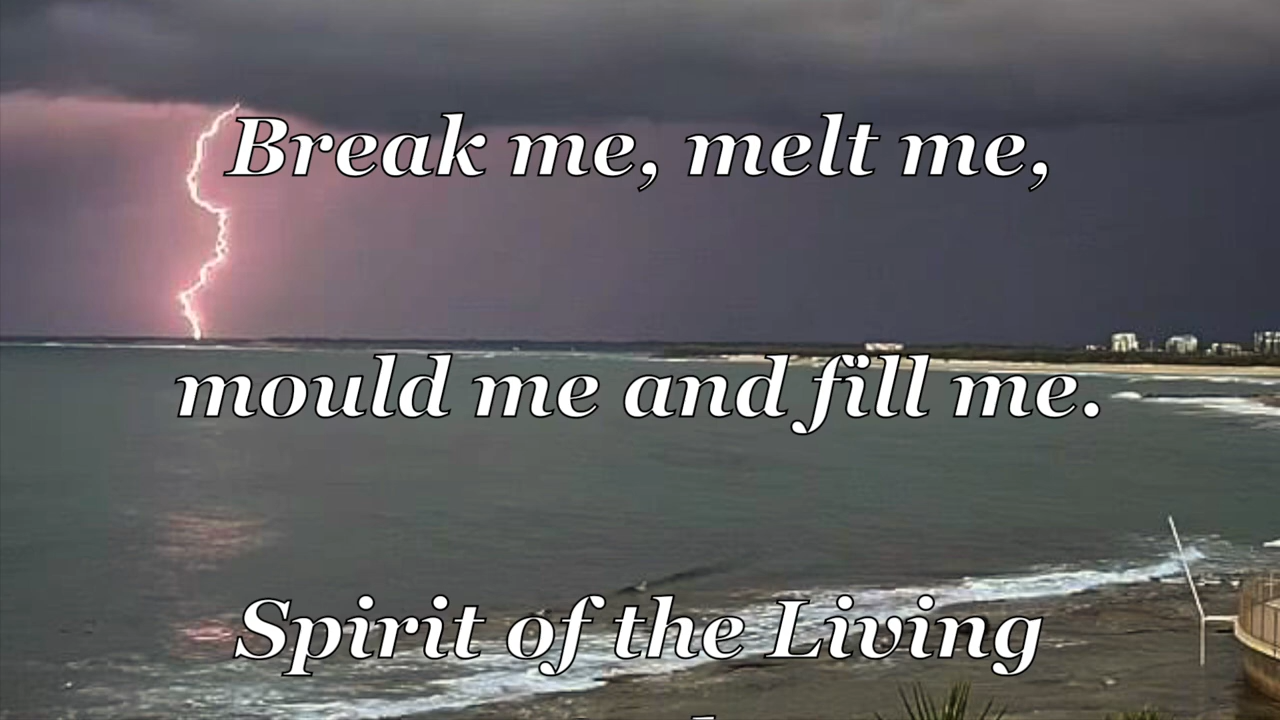 Break me, melt me,
mould me and fill me.
Spirit of the Living